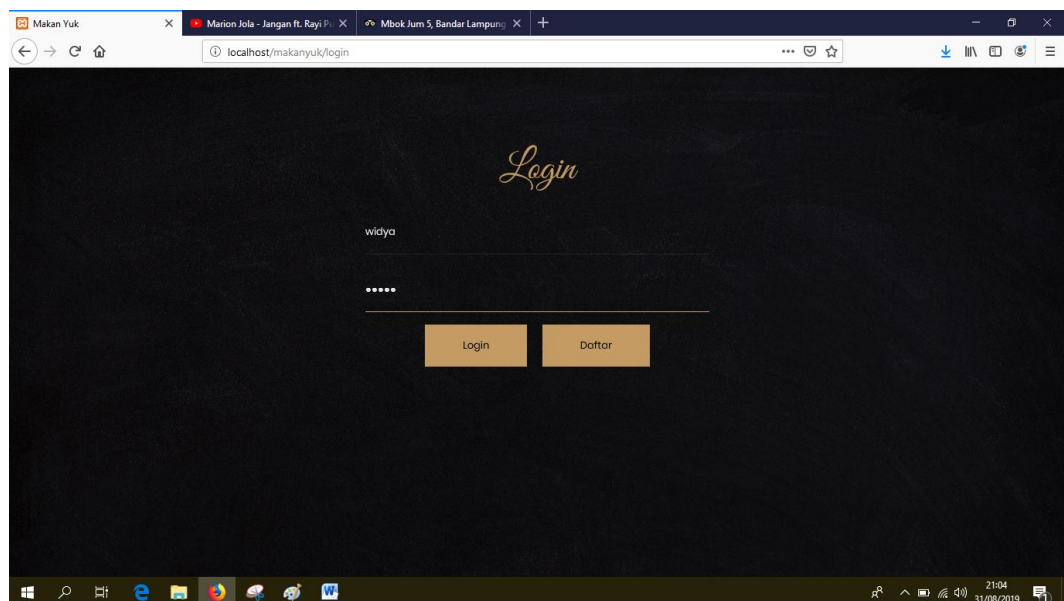 Makan Yuk
Marion Jola - Jangan ft. Rayi Pu
Mbok Jum 5, Bandar Lampung
localhost/makanyuk/login
Login
widya
•••••
Login
Daftar
21:04
31/08/2019